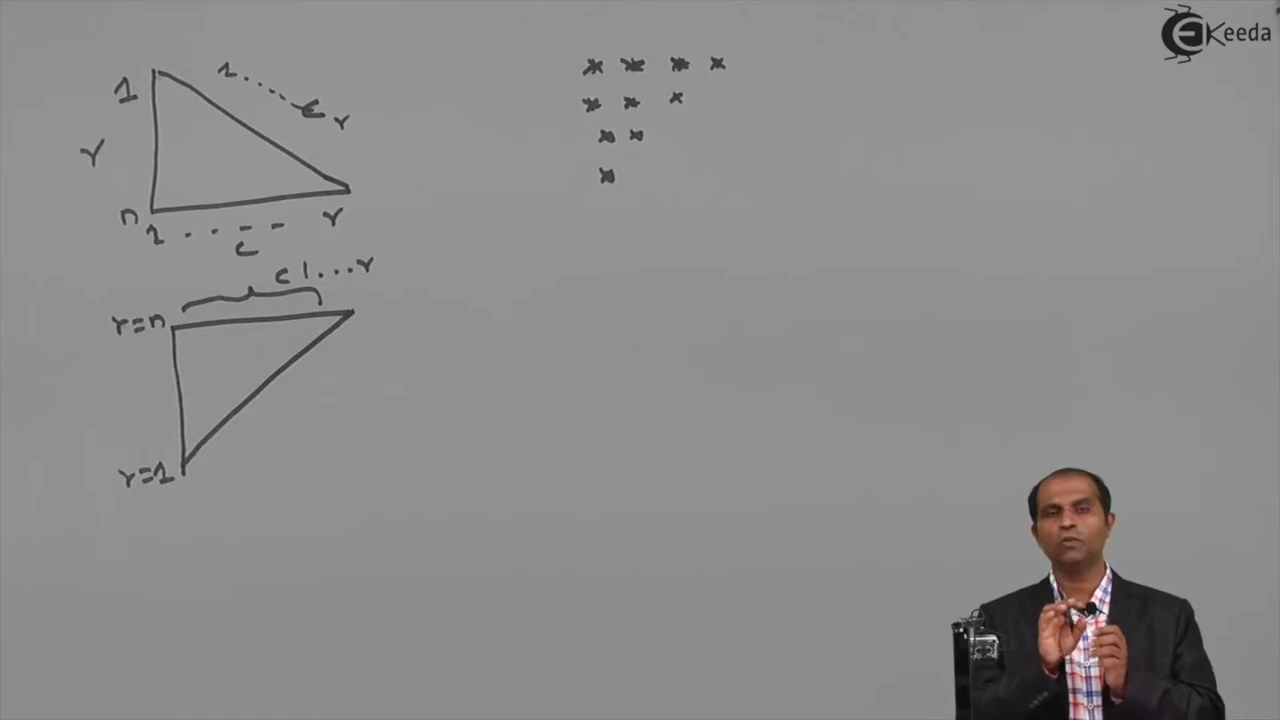 Keeda
1
1 ..... c r
r
n
1 . . - - r
c
c 1 ... r
r=n
r=1
* * * *
* * *
* *
*